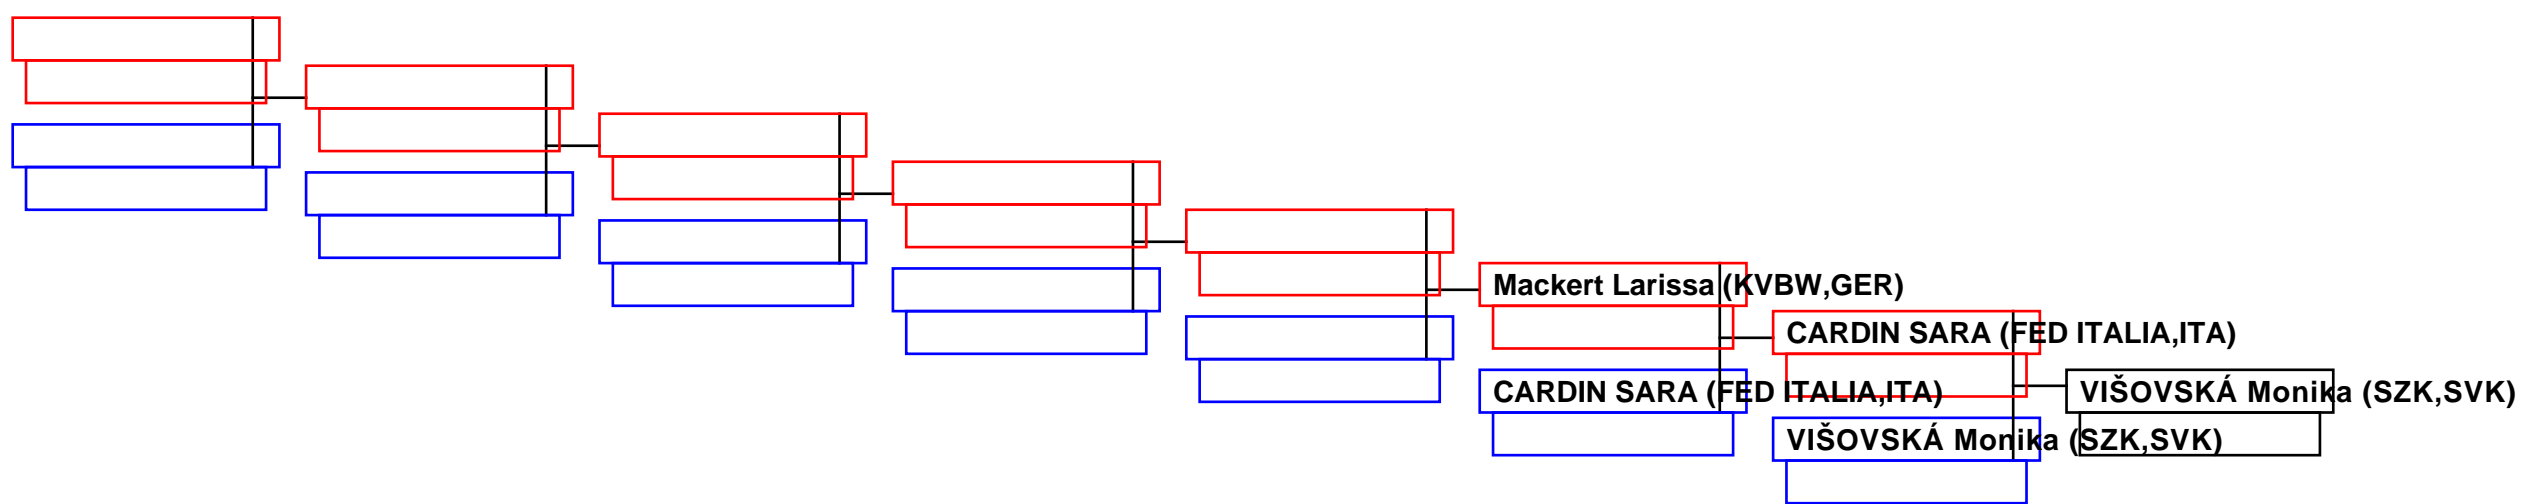 Mackert Larissa (KVBW,GER)
CARDIN SARA (FED ITALIA,ITA)
CARDIN SARA (FED ITALIA,ITA)
VIŠOVSKÁ Monika (SZK,SVK)
VIŠOVSKÁ Monika (SZK,SVK)